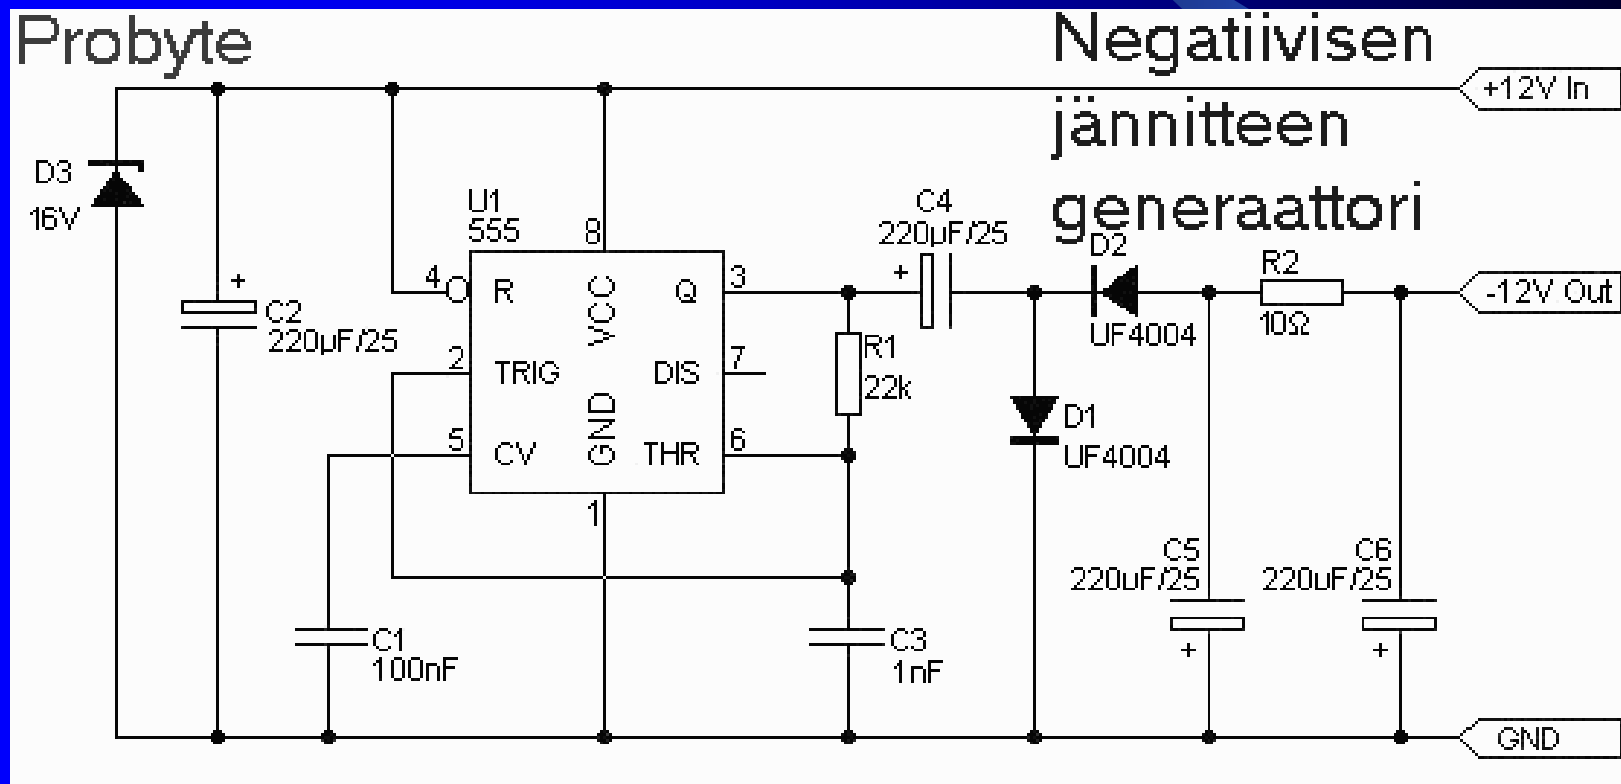 Probyte
Negatiivisen
jännitteen
generaattori
+12V In
D3
16V
+
C2
220µF/25
U1
555
8
4
R
VCC
Q
3
2
TRIG
DIS
7
5
CV
GND
THR
6
1
C4
220µF/25
+
R1
22k
D2
UF4004
R2
10Ω
-12V Out
D1
UF4004
C5
220uF/25
+
C6
220uF/25
+
C1
100nF
C3
1nF
GND